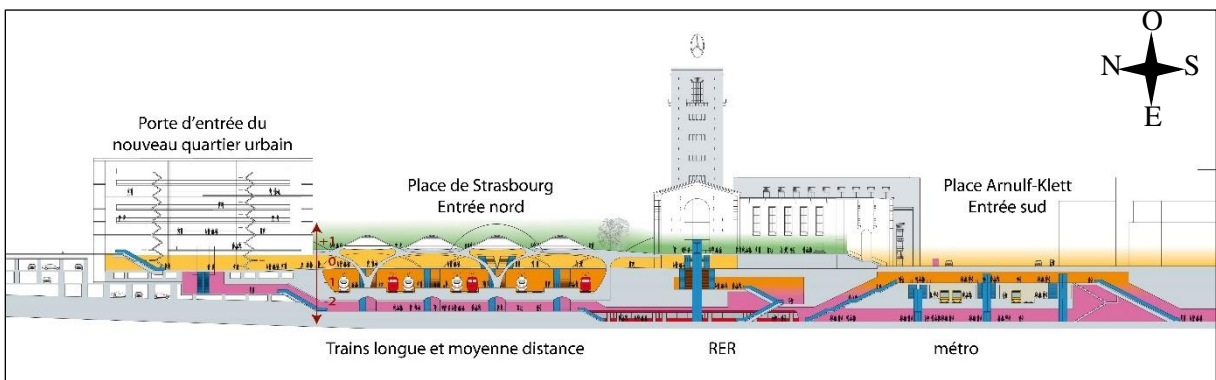 O
N S
E
Porte d'entrée du
nouveau quartier urbain
Place de Strasbourg
Entrée nord
Place Arnulf-Klett
Entrée sud
+1
0
-1
-2
Trains longue et moyenne distance
RER
métro